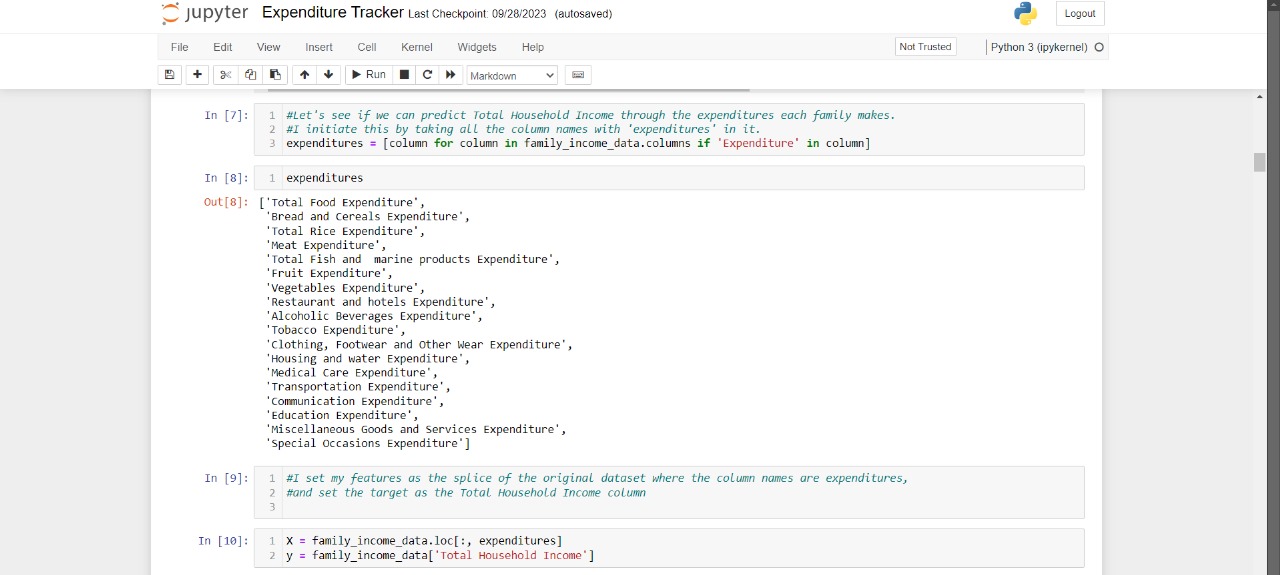 jupyter Expenditure Tracker Last Checkpoint: 09/28/2023 (autosaved) Logout
File Edit View Insert Cell Kernel Widgets Help Not Trusted Python 3 (ipykernel)
Run Markdown
In [7]: 1 #Let's see if we can predict Total Household Income through the expenditures each family makes.
2 #I initiate this by taking all the column names with 'expenditures' in it.
3 expenditures = [column for column in family_income_data.columns if 'Expenditure' in column]
In [8]: 1 expenditures
Out[8]: ['Total Food Expenditure',
'Bread and Cereals Expenditure',
'Total Rice Expenditure',
'Meat Expenditure',
'Total Fish and  marine products Expenditure',
'Fruit Expenditure',
'Vegetables Expenditure',
'Restaurant and hotels Expenditure',
'Alcoholic Beverages Expenditure',
'Tobacco Expenditure',
'Clothing, Footwear and Other Wear Expenditure',
'Housing and water Expenditure',
'Medical Care Expenditure',
'Transportation Expenditure',
'Communication Expenditure',
'Education Expenditure',
'Miscellaneous Goods and Services Expenditure',
'Special Occasions Expenditure']
In [9]: 1 #I set my features as the splice of the original dataset where the column names are expenditures,
2 #and set the target as the Total Household Income column
3
In [10]: 1 X = family_income_data.loc[:, expenditures]
2 y = family_income_data['Total Household Income']